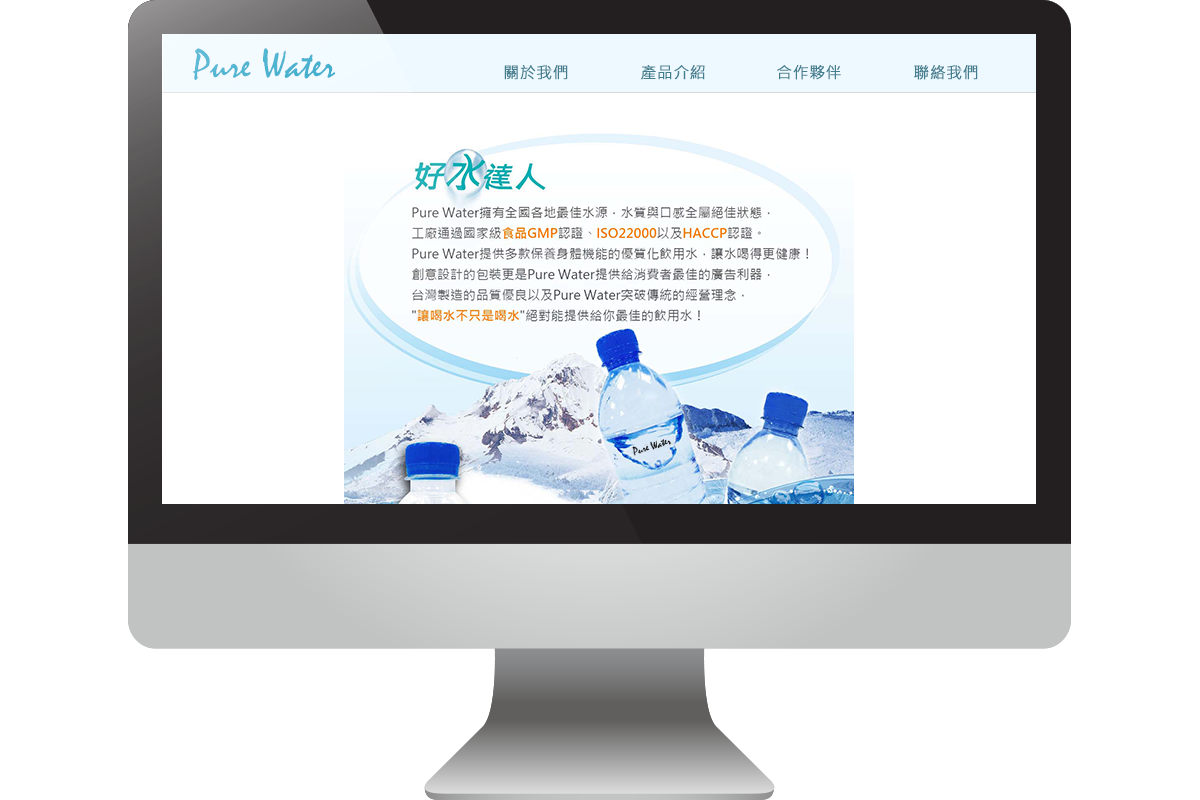 Pure Water
關於我們
產品介紹
合作夥伴
聯絡我們
好水達人
Pure Water擁有全國各地最佳水源，水質與口感全屬絕佳狀態，
工廠通過國家級食品GMP認證、ISO22000以及HACCP認證。
Pure Water提供多款保養身體機能的優質化飲用水，讓水喝得更健康！
創意設計的包裝更是Pure Water提供給消費者最佳的廣告利器，
台灣製造的品質優良以及Pure Water突破傳統的經營理念，
"讓喝水不只是喝水"絕對能提供給你最佳的飲用水！
Pure Water